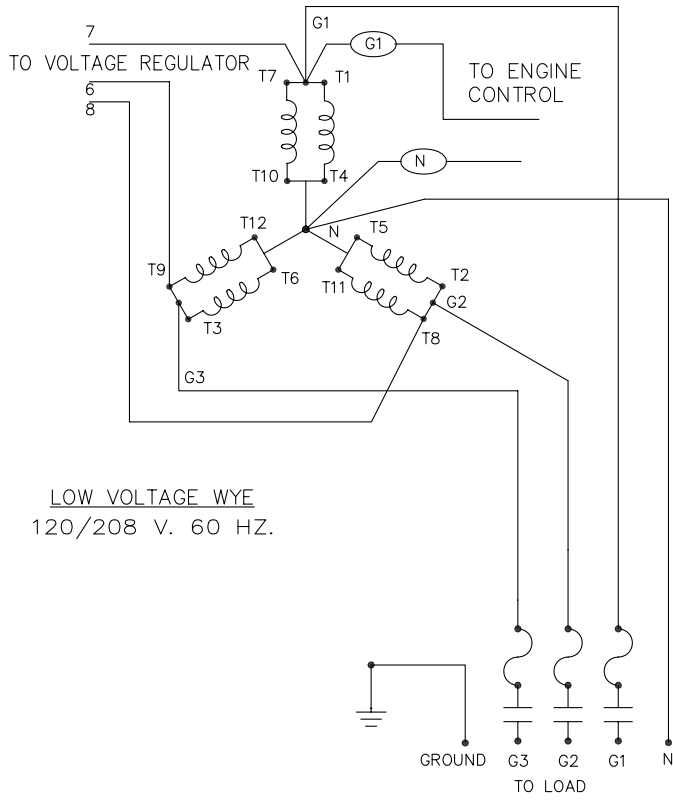 G1
7
G1
TO VOLTAGE REGULATOR
TO ENGINE
CONTROL
T7
T1
6
8
T10
T4
N
T12
N
T5
T9
T6
T11
T2
G2
T3
T8
G3
LOW VOLTAGE WYE
120/208 V. 60 HZ.
GROUND
G3
G2
G1
N
TO LOAD